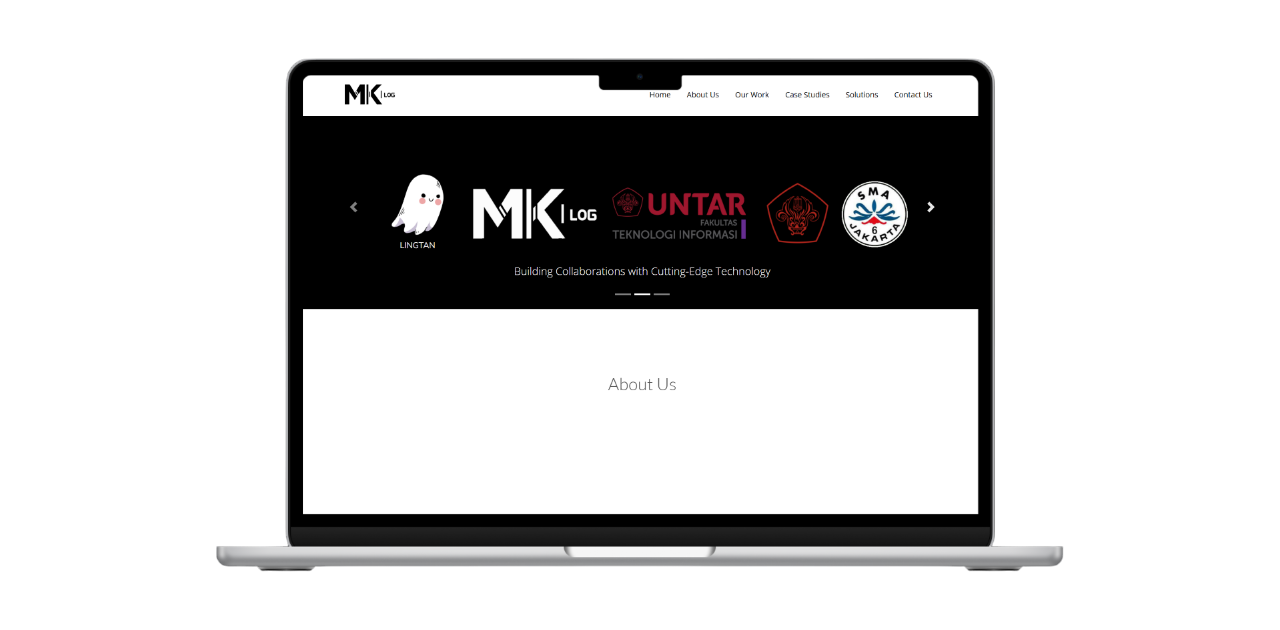 MK | LOG
Home About Us Our Work Case Studies Solutions Contact Us
LINGTAN
MK | LOG
UNTAR
FAKULTAS
TEKNOLOGI INFORMASI
SMA
6
JAKARTA
Building Collaborations with Cutting-Edge Technology
About Us